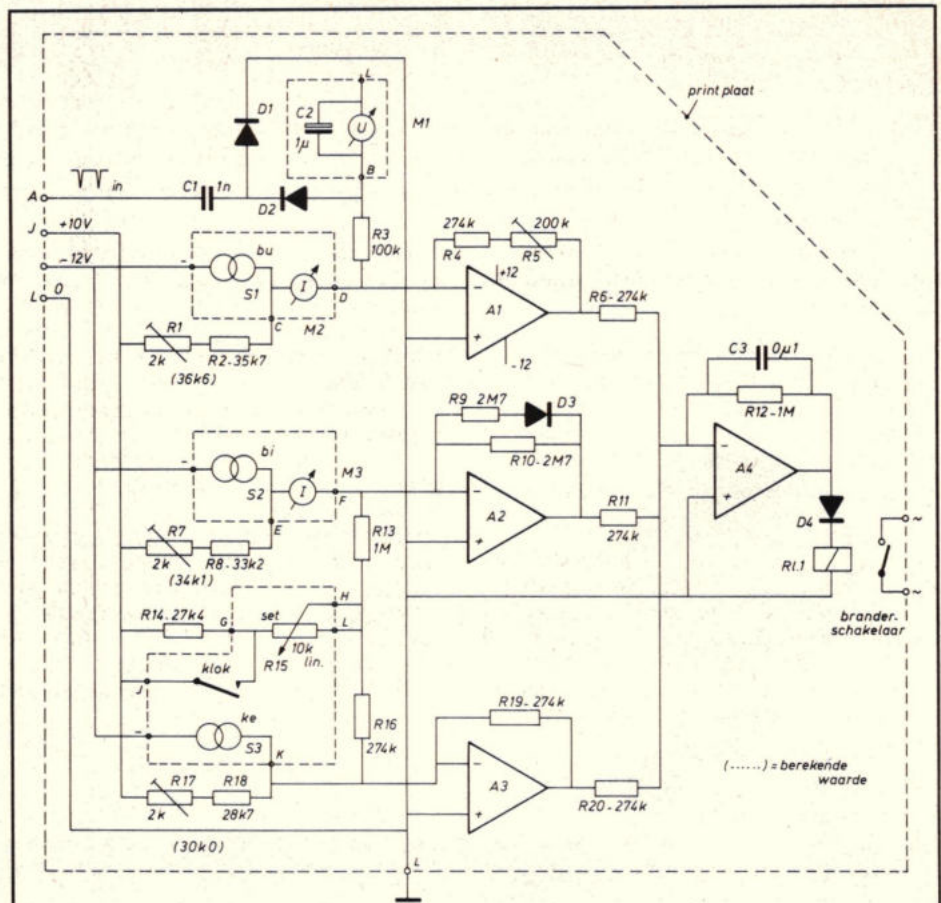 print plaat
L
D1
C2
1µ
U
M1
B
A
in
C1
1n
D2
J
+10V
R3
100k
274k
R4
200k
R5
-12V
bu
S1
I
D
M2
C
L
0
R1
2k
R2-35k7
(36k6)
+12
-
A1
+
-12
R6-274k
C3
0µ1
R12-1M
R9 2M7
D3
R10-2M7
-
bi
S2
I
M3
F
E
-
A2
+
R11
274k
-
A4
+
D4
R7
2k
R8-33k2
(34k1)
R13
1M
Rl.1
~
~
brander-
schakelaar
R14-27k4
G
set
H
L
10k
lin.
R15
klok
J
R16
274k
R19-274k
-
ke
S3
K
-
A3
+
R20-274k
R17
2k
R18
28k7
(30k0)
(......) = berekende
waarde
L